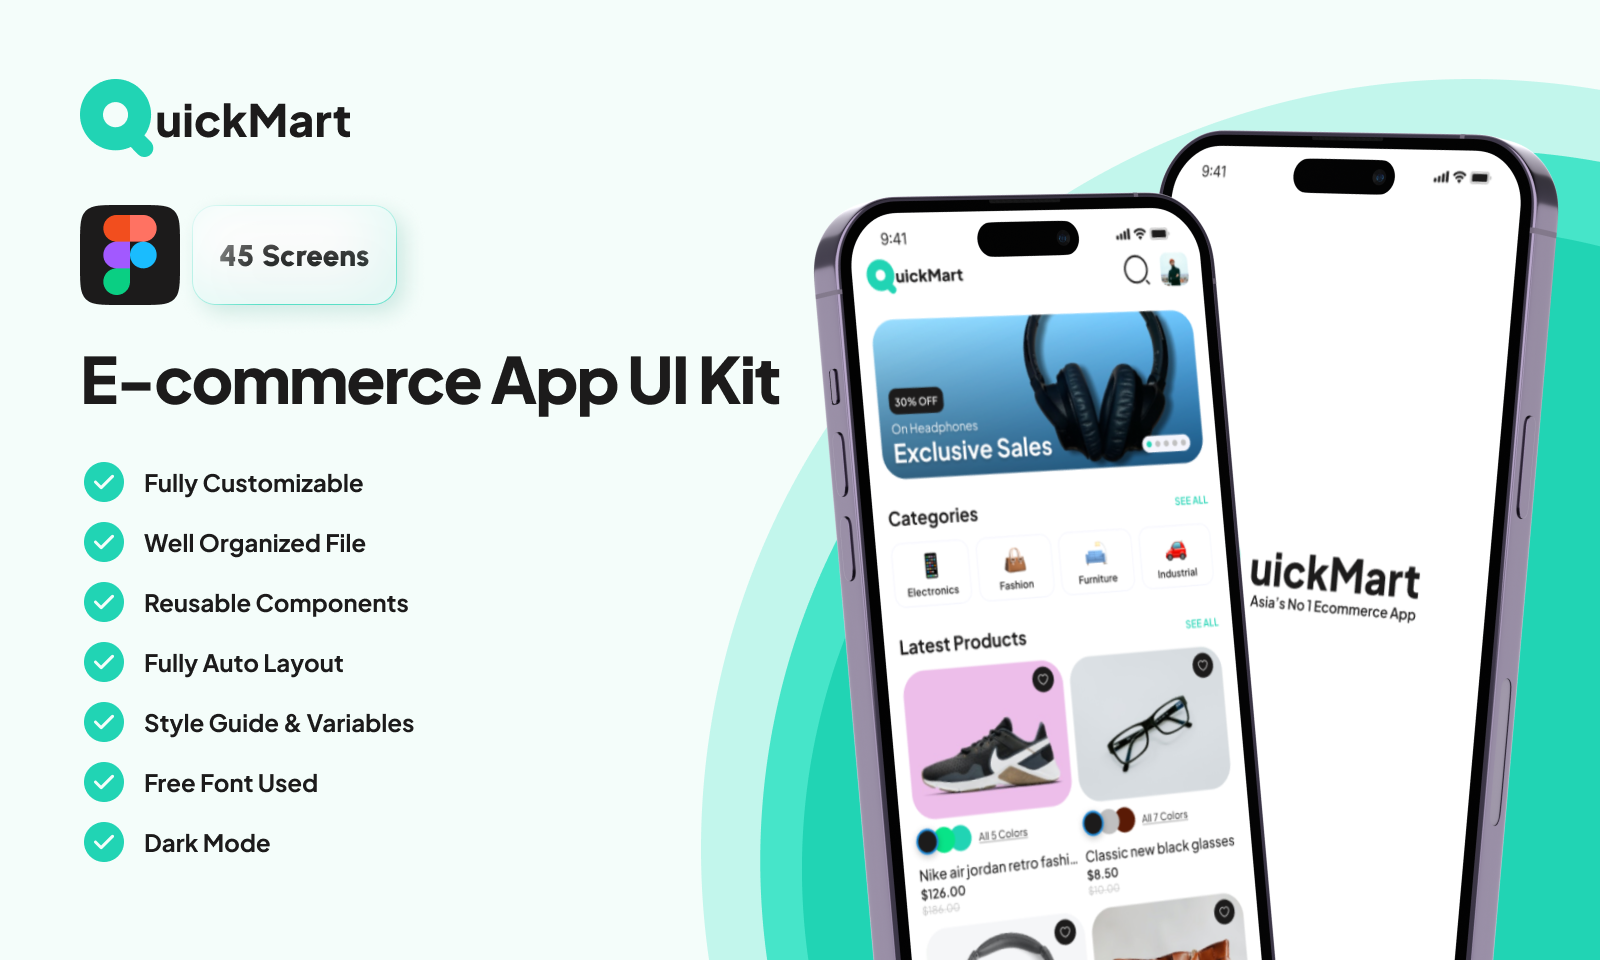 QuickMart
45 Screens
E-commerce App UI Kit
Fully Customizable
Well Organized File
Reusable Components
Fully Auto Layout
Style Guide & Variables
Free Font Used
Dark Mode
9:41
QuickMart
30% OFF
On Headphones
Exclusive Sales
Categories
SEE ALL
Electronics
Fashion
Furniture
Industrial
Latest Products
SEE ALL
All 5 Colors
Nike air jordan retro fashi...
$126.00
$186.00
All 7 Colors
Classic new black glasses
$8.50
$10.00
9:41
uickMart
Asia's No 1 Ecommerce App